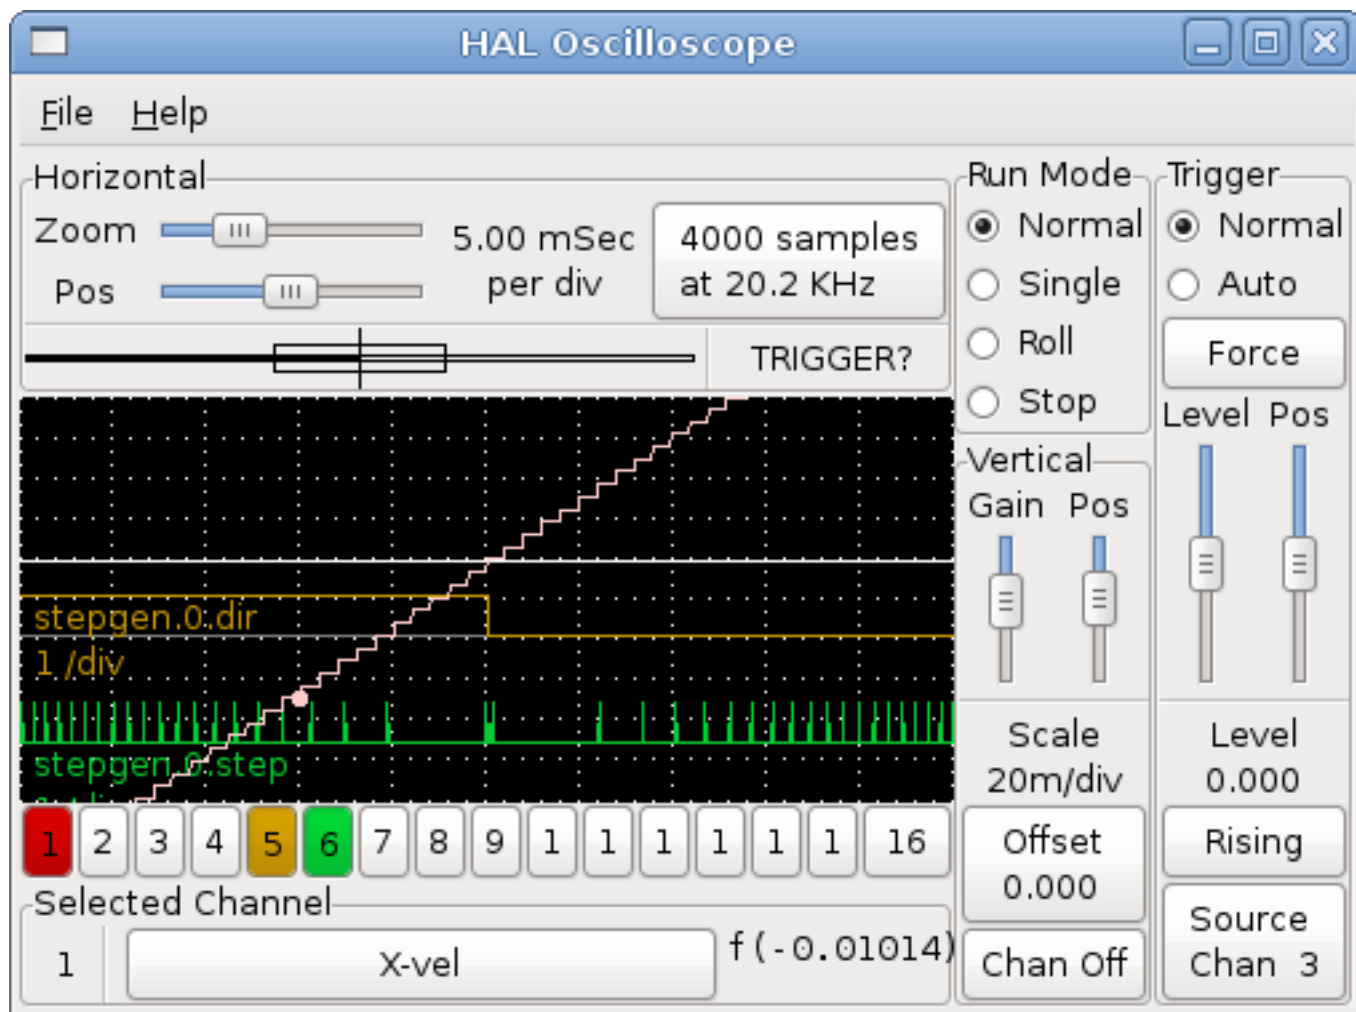 HAL Oscilloscope
File Help
Horizontal
Zoom
Pos
5.00 mSec
per div
4000 samples
at 20.2 KHz
TRIGGER?
Run Mode
Normal
Single
Roll
Stop
Trigger
Normal
Auto
Force
Level Pos
Vertical
Gain Pos
stepgen.0.dir
1 /div
stepgen.0.step
Scale
20m/div
Level
0.000
1 2 3 4 5 6 7 8 9 1 1 1 1 1 1 16
Offset
0.000
Rising
Selected Channel
1
X-vel
f(-0.01014)
Chan Off
Source
Chan 3